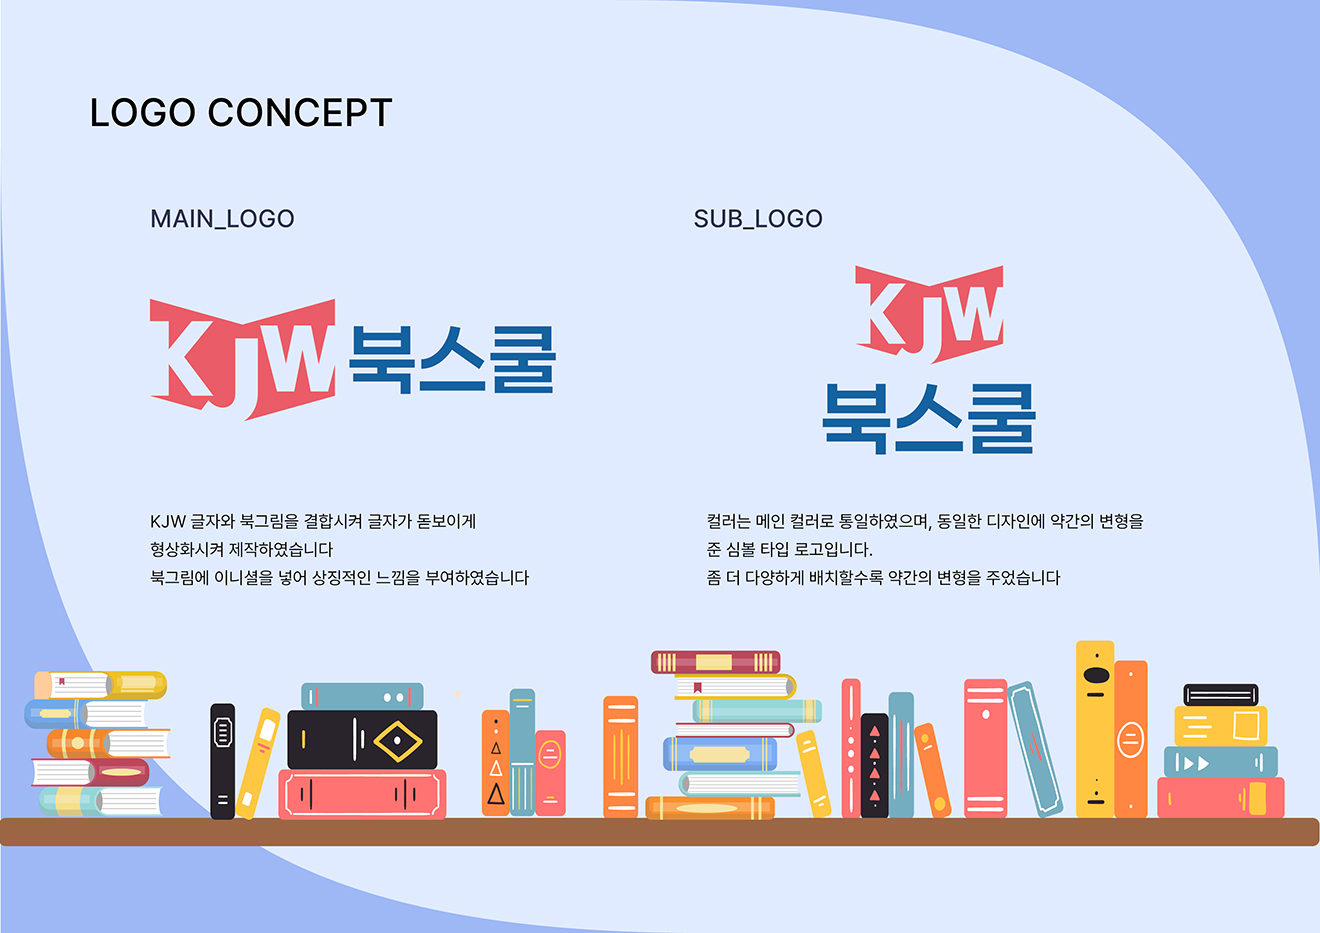 LOGO CONCEPT
MAIN_LOGO
KJW 북스쿨
KJW 글자와 북그림을 결합시켜 글자가 돋보이게
형상화시켜 제작하였습니다
북그림에 이니셜을 넣어 상징적인 느낌을 부여하였습니다
SUB_LOGO
KJW
북스쿨
컬러는 메인 컬러로 통일하였으며, 동일한 디자인에 약간의 변형을
준 심볼 타입 로고입니다.
좀 더 다양하게 배치할수록 약간의 변형을 주었습니다